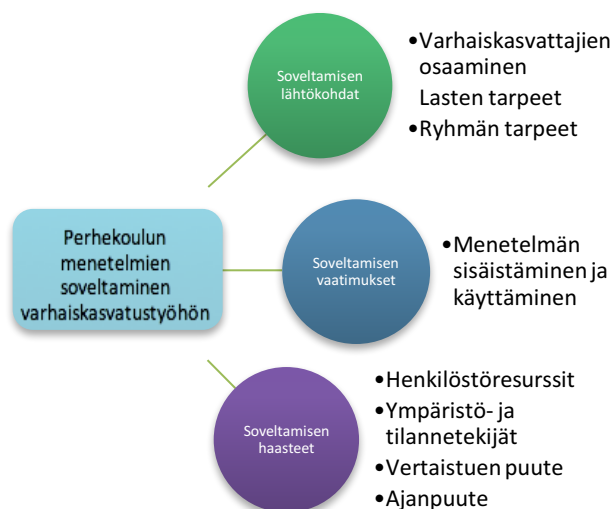 Perhekoulun
menetelmien
soveltaminen
varhaiskasvatustyöhön
Soveltamisen
lähtökohdat
•Varhaiskasvattajien
osaaminen
Lasten tarpeet
•Ryhmän tarpeet
Soveltamisen
vaatimukset
•Menetelmän
sisäistäminen ja
käyttäminen
Soveltamisen
haasteet
•Henkilöstöresurssit
•Ympäristö- ja
tilannetekijät
•Vertaistuen puute
•Ajanpuute